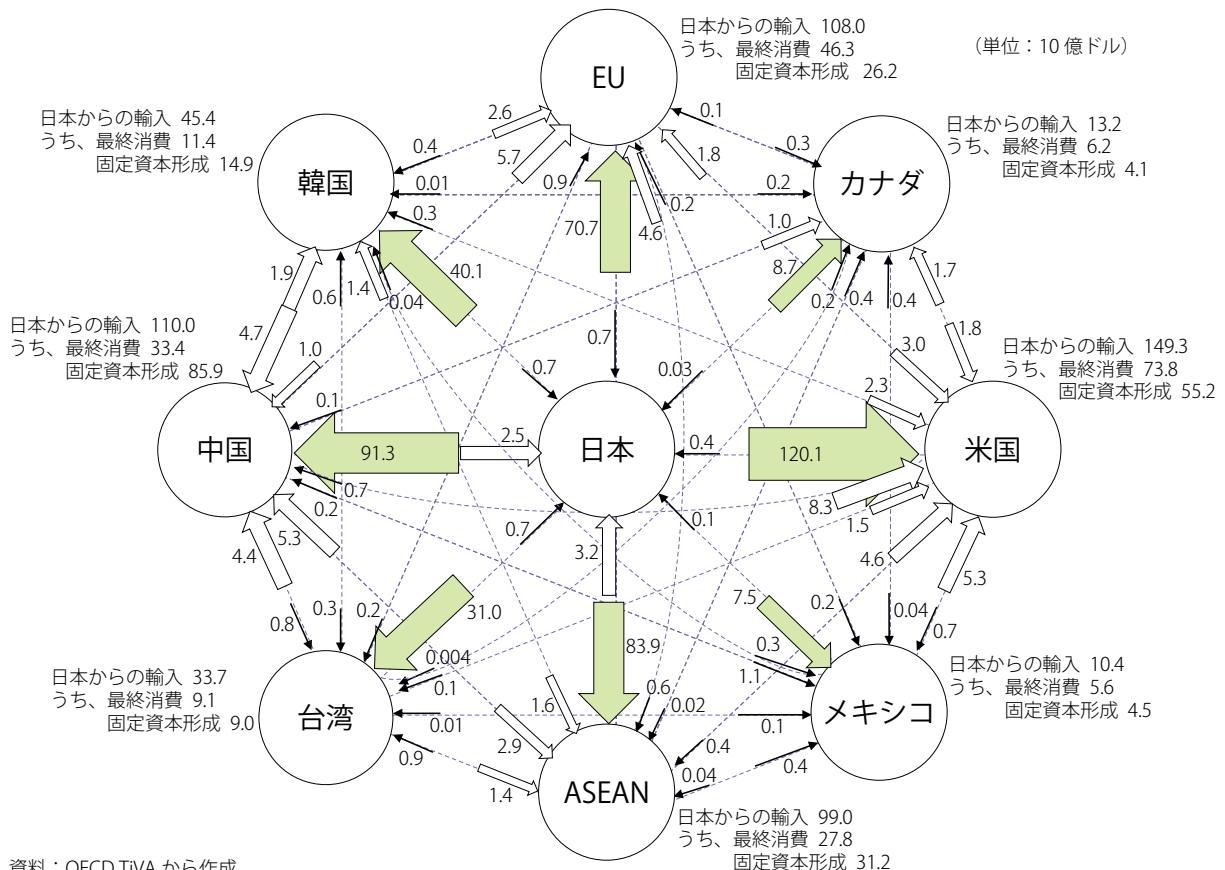 日本からの輸入 108.0
うち、最終消費 46.3
固定資本形成 26.2
（単位：10 億ドル）
EU
日本からの輸入 45.4
うち、最終消費 11.4
固定資本形成 14.9
韓国
日本からの輸入 13.2
うち、最終消費 6.2
固定資本形成 4.1
カナダ
2.6
0.4
5.7
0.01
0.3
0.9
70.7
4.6
0.2
1.8
0.1
0.3
0.2
1.0
1.9
0.6
1.4
0.04
40.1
8.7
0.2
0.4
0.4
1.7
日本からの輸入 110.0
うち、最終消費 33.4
固定資本形成 85.9
4.7
1.0
0.7
0.7
0.03
3.0
1.8
2.3
日本からの輸入 149.3
うち、最終消費 73.8
固定資本形成 55.2
中国
0.1
91.3
2.5
日本
0.4
120.1
米国
0.7
0.2
5.3
4.4
0.7
3.2
0.1
8.3
1.5
4.6
5.3
0.8
0.3
0.2
31.0
83.9
7.5
0.2
0.04
0.7
日本からの輸入 33.7
うち、最終消費 9.1
固定資本形成 9.0
台湾
0.004
0.1
0.01
0.9
1.6
2.9
1.4
0.6
0.02
0.3
1.1
0.1
0.4
0.04
0.4
日本からの輸入 10.4
うち、最終消費 5.6
固定資本形成 4.5
メキシコ
ASEAN
日本からの輸入 99.0
うち、最終消費 27.8
固定資本形成 31.2
資料：OECD TiVA から作成